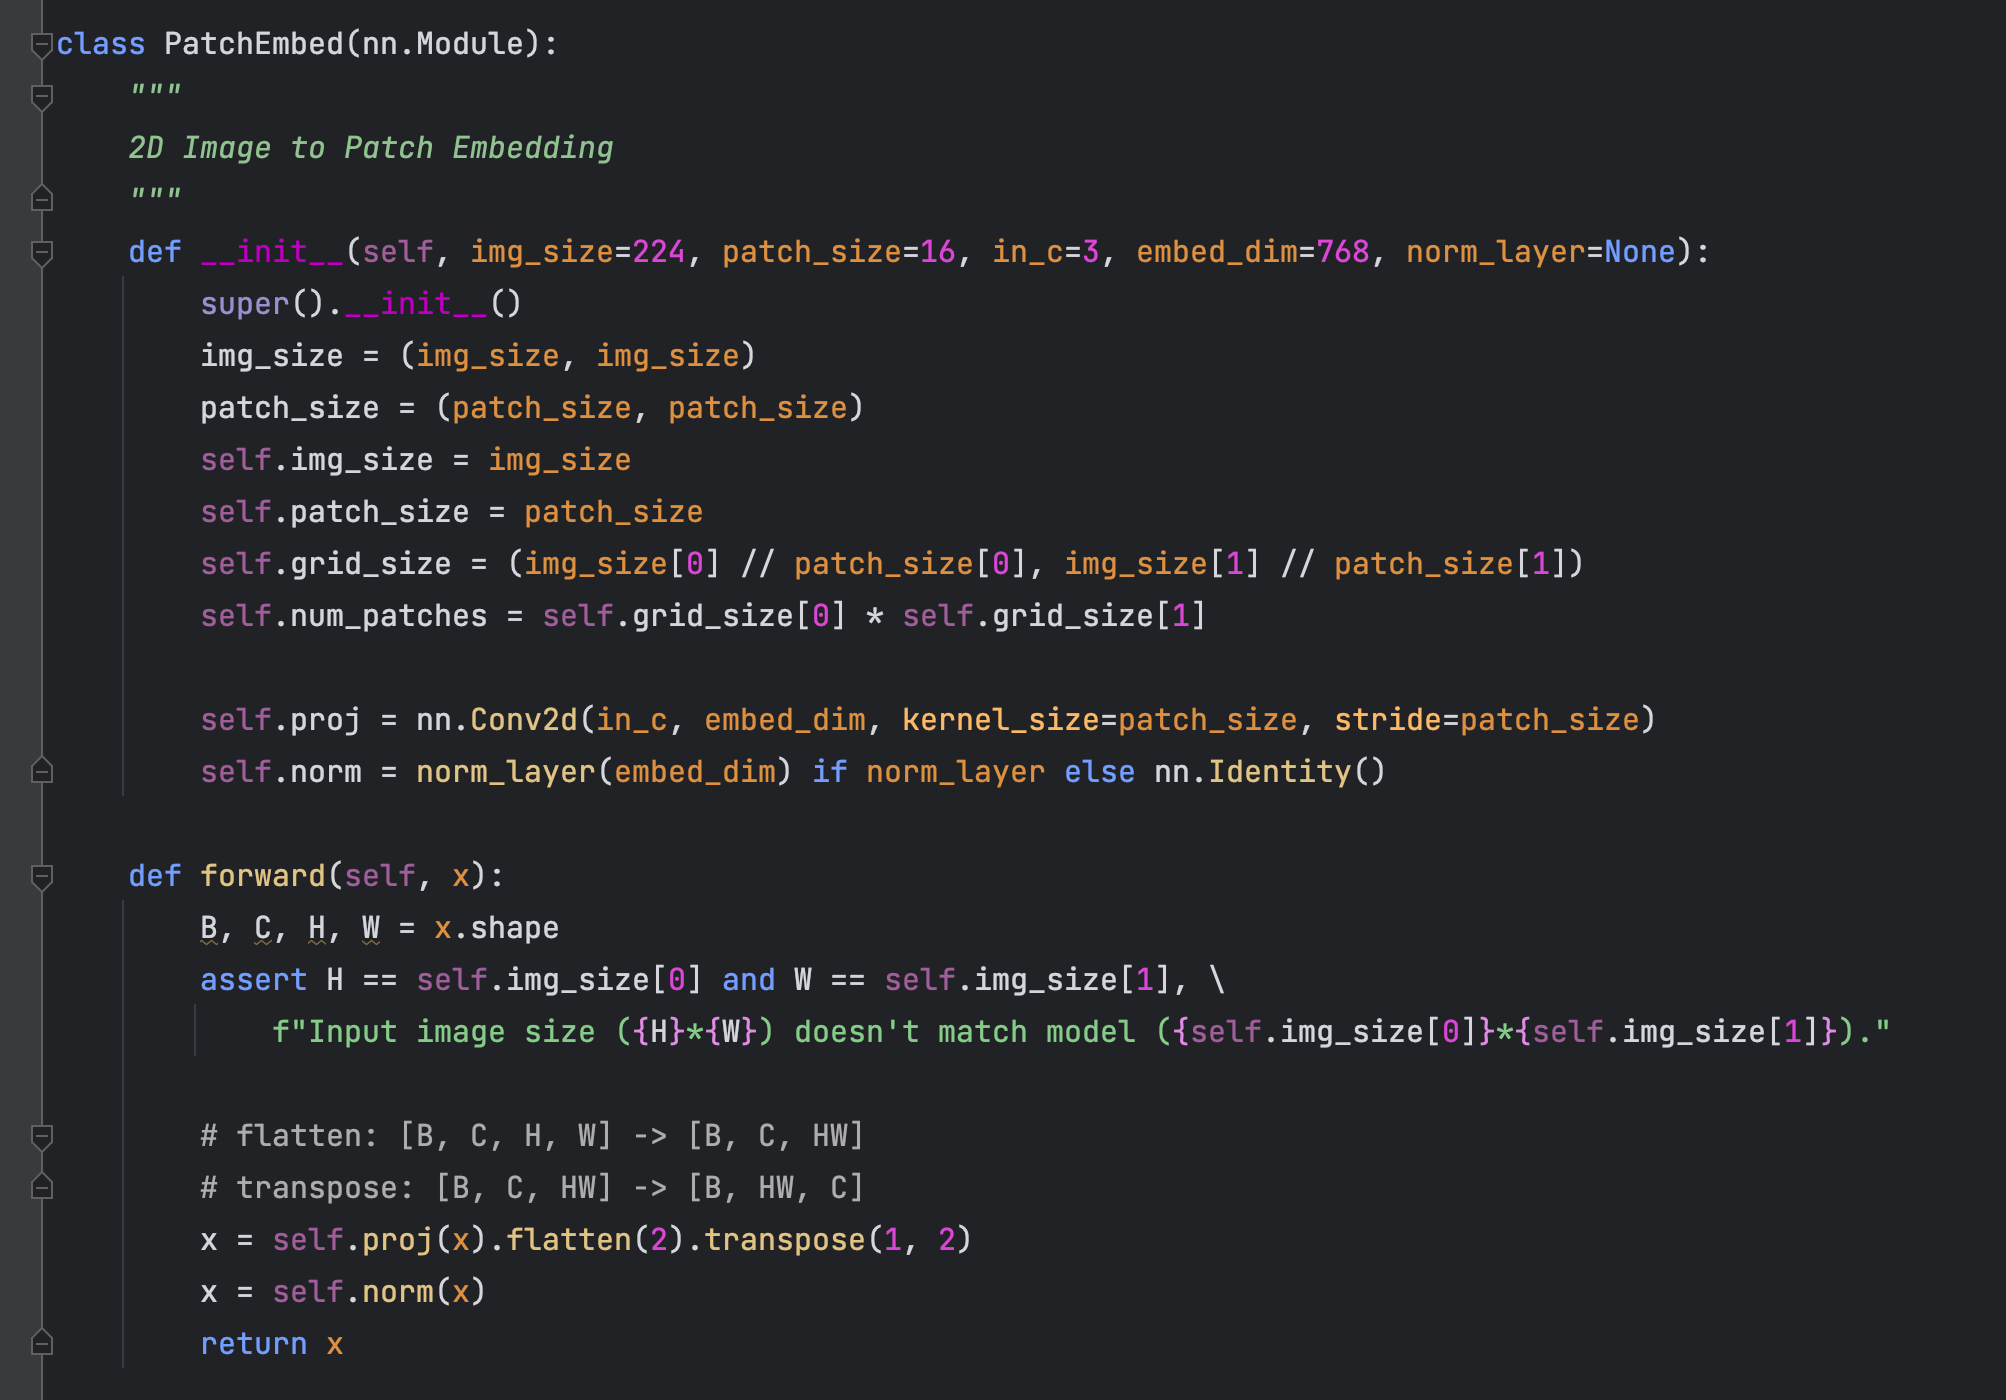 class PatchEmbed(nn.Module):
    """
    2D Image to Patch Embedding
    """
    def __init__(self, img_size=224, patch_size=16, in_c=3, embed_dim=768, norm_layer=None):
        super().__init__()
        img_size = (img_size, img_size)
        patch_size = (patch_size, patch_size)
        self.img_size = img_size
        self.patch_size = patch_size
        self.grid_size = (img_size[0] // patch_size[0], img_size[1] // patch_size[1])
        self.num_patches = self.grid_size[0] * self.grid_size[1]

        self.proj = nn.Conv2d(in_c, embed_dim, kernel_size=patch_size, stride=patch_size)
        self.norm = norm_layer(embed_dim) if norm_layer else nn.Identity()

    def forward(self, x):
        B, C, H, W = x.shape
        assert H == self.img_size[0] and W == self.img_size[1], \
            f"Input image size ({H}*{W}) doesn't match model ({self.img_size[0]}*{self.img_size[1]})."

        # flatten: [B, C, H, W] -> [B, C, HW]
        # transpose: [B, C, HW] -> [B, HW, C]
        x = self.proj(x).flatten(2).transpose(1, 2)
        x = self.norm(x)
        return x